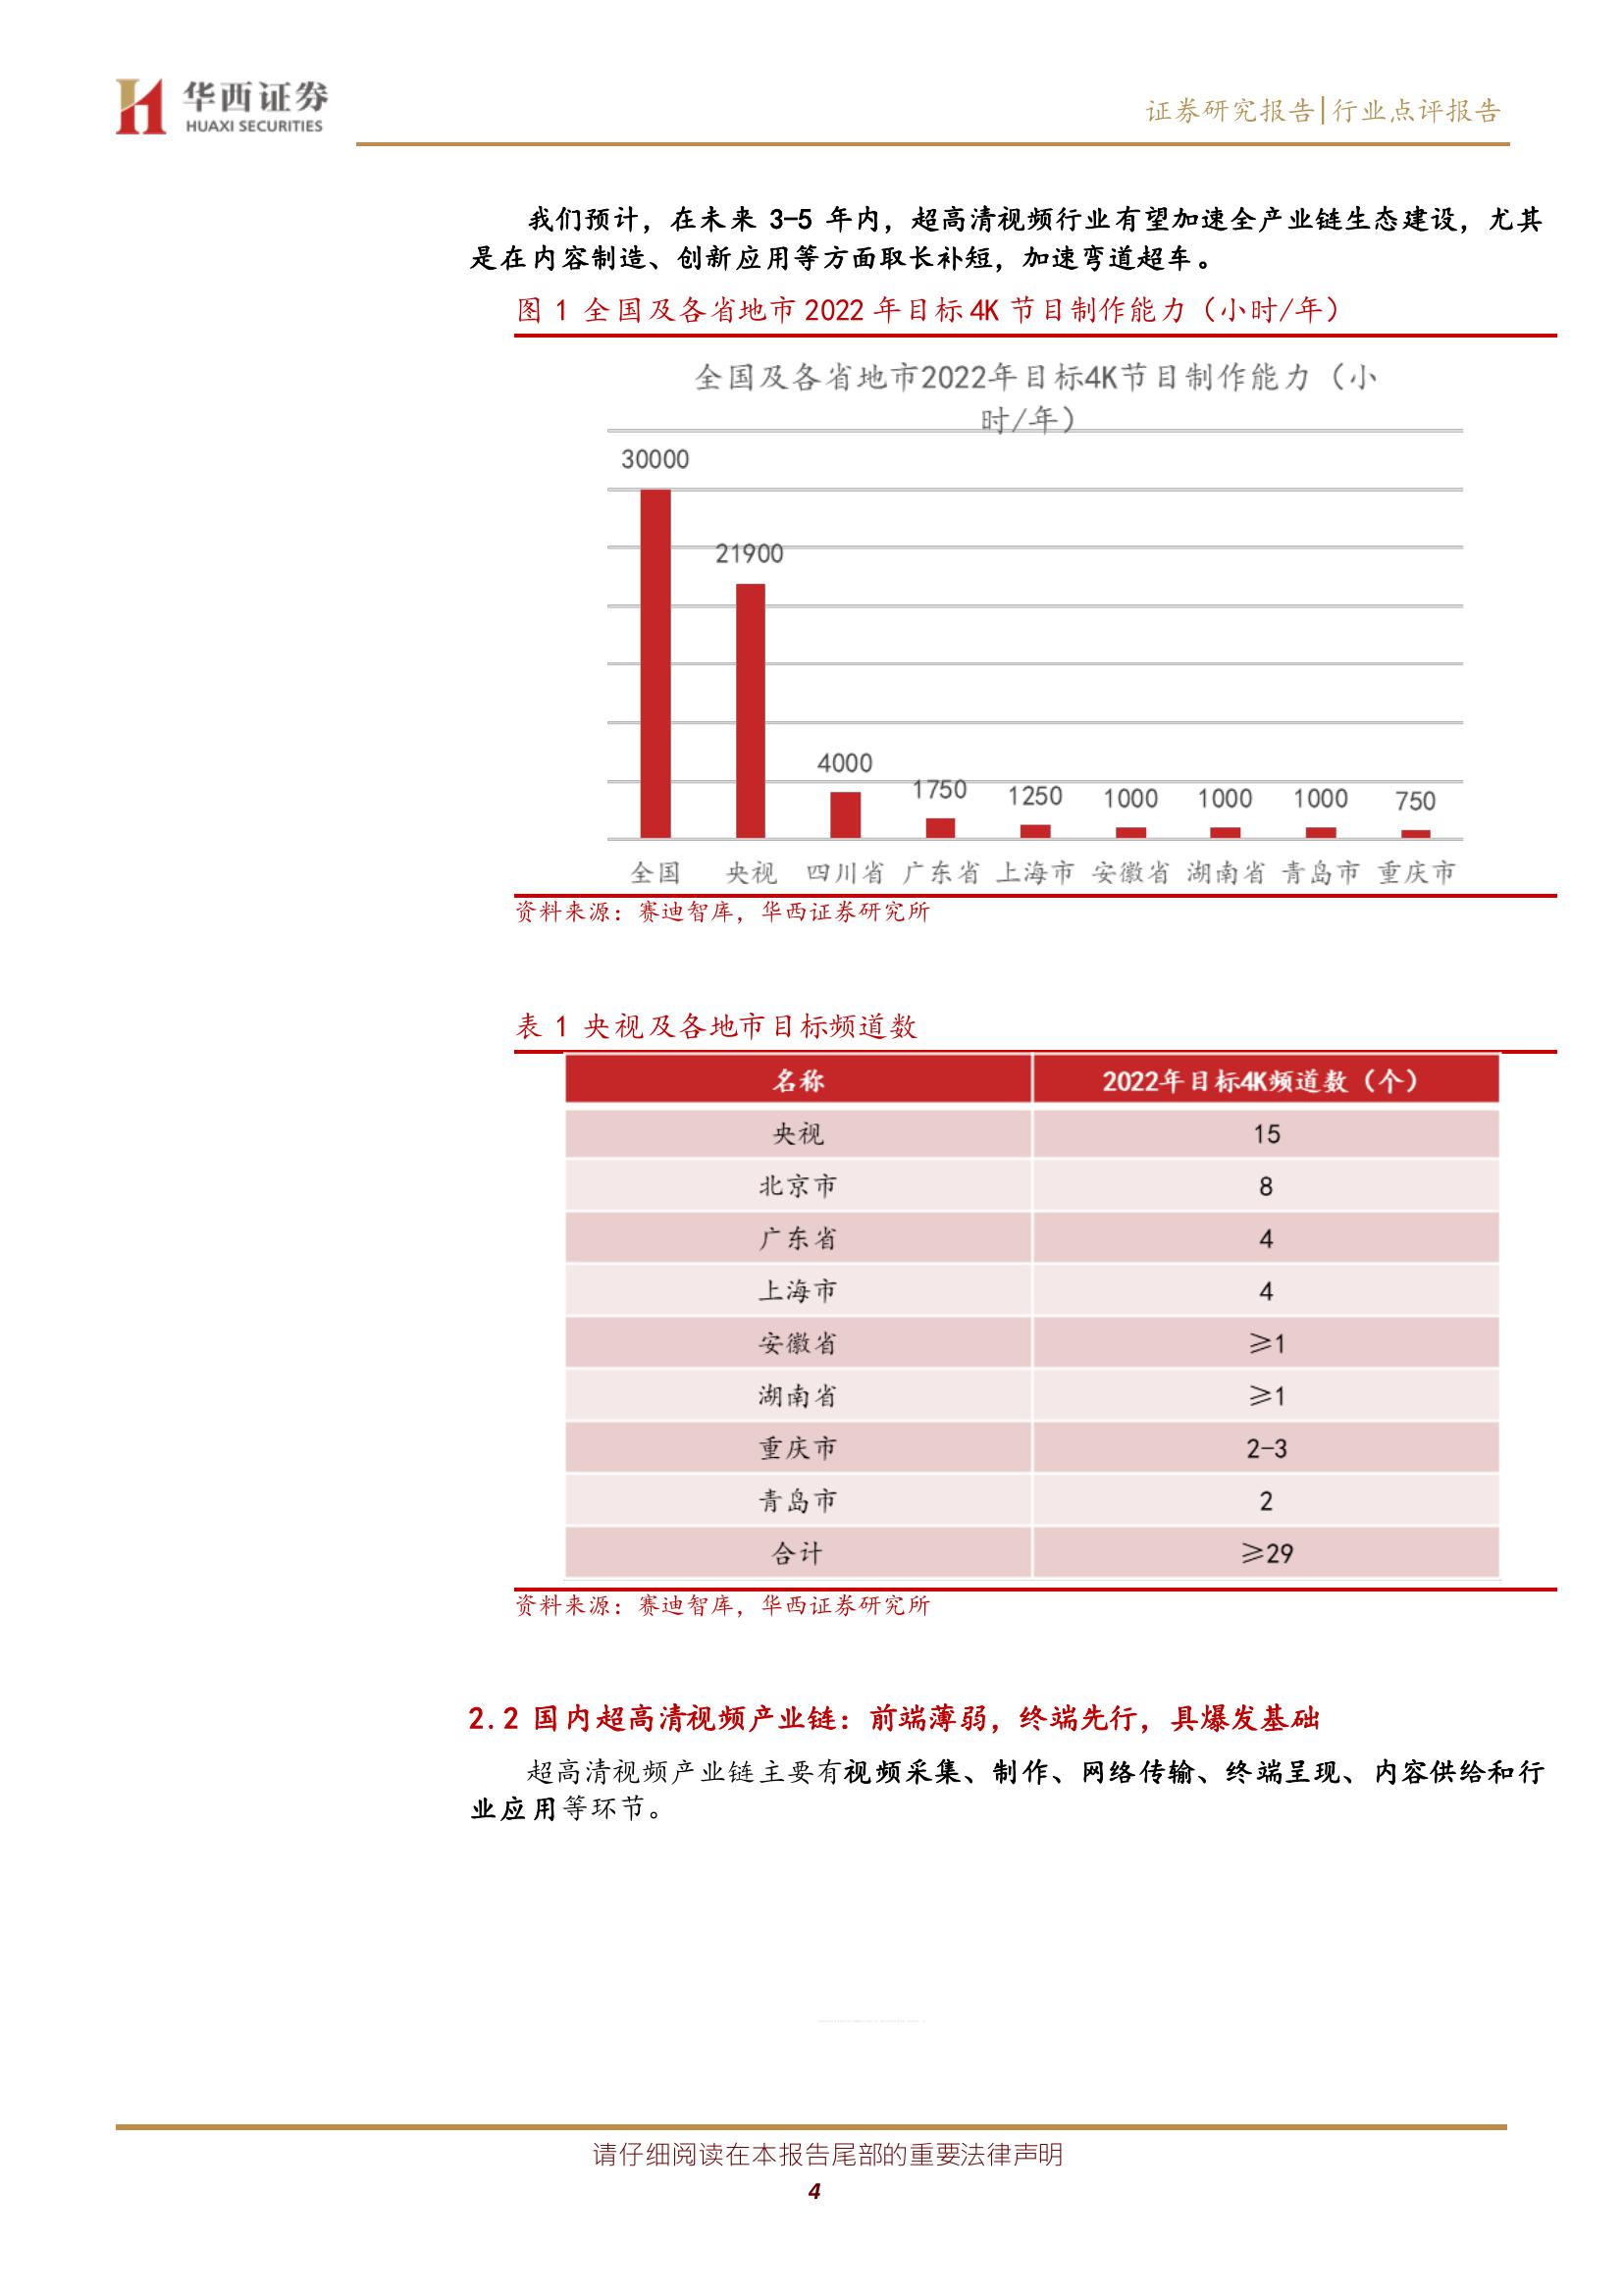 华西证券
HUAXI SECURITIES
证券研究报告|行业点评报告
我们预计，在未来 3-5 年内，超高清视频行业有望加速全产业链生态建设，尤其
是在内容制造、创新应用等方面取长补短，加速弯道超车。
图 1 全国及各省地市 2022 年目标 4K 节目制作能力（小时/年）
全国及各省地市2022年目标4K节目制作能力（小
时/年）
30000
21900
4000
1750
1250
1000
1000
1000
750
全国 央视 四川省 广东省 上海市 安徽省 湖南省 青岛市 重庆市
资料来源：赛迪智库，华西证券研究所
表 1 央视及各地市目标频道数
名称 2022年目标4K频道数（个）
央视 15
北京市 8
广东省 4
上海市 4
安徽省 ≥1
湖南省 ≥1
重庆市 2-3
青岛市 2
合计 ≥29
资料来源：赛迪智库，华西证券研究所
2.2 国内超高清视频产业链：前端薄弱，终端先行，具爆发基础
超高清视频产业链主要有视频采集、制作、网络传输、终端呈现、内容供给和行
业应用等环节。
请仔细阅读在本报告尾部的重要法律声明
4